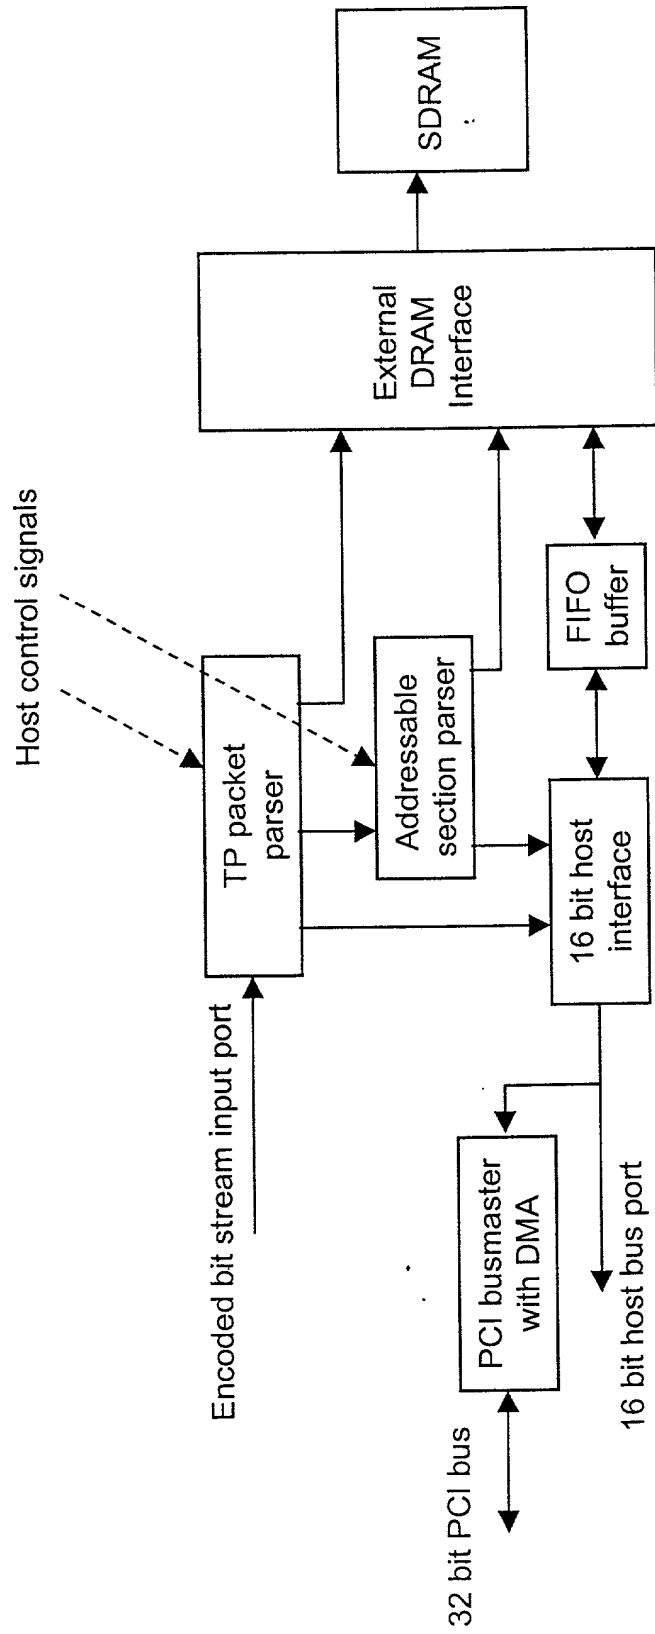 Host control signals
Encoded bit stream input port
TP packet
parser
Addressable
section parser
External
DRAM
Interface
SDRAM
32 bit PCI bus
PCI busmaster
with DMA
16 bit host bus port
16 bit host
interface
FIFO
buffer